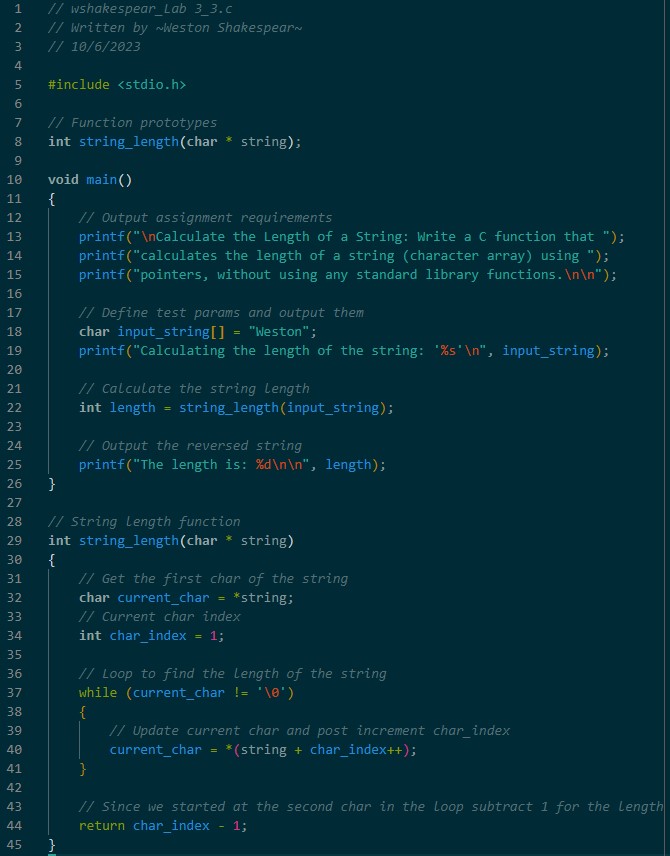 1 // wshakespear_Lab 3_3.c
2 // Written by ~Weston Shakespear~
3 // 10/6/2023
4
5 #include <stdio.h>
6
7 // Function prototypes
8 int string_length(char * string);
9
10 void main()
11 {
12 // Output assignment requirements
13 printf("\nCalculate the Length of a String: Write a C function that ");
14 printf("calculates the length of a string (character array) using ");
15 printf("pointers, without using any standard library functions.\n\n");
16
17 // Define test params and output them
18 char input_string[] = "Weston";
19 printf("Calculating the length of the string: '%s'\n", input_string);
20
21 // Calculate the string length
22 int length = string_length(input_string);
23
24 // Output the reversed string
25 printf("The length is: %d\n\n", length);
26 }
27
28 // String length function
29 int string_length(char * string)
30 {
31 // Get the first char of the string
32 char current_char = *string;
33 // Current char index
34 int char_index = 1;
35
36 // Loop to find the length of the string
37 while (current_char != '\0')
38 {
39 // Update current char and post increment char_index
40 current_char = *(string + char_index++);
41 }
42
43 // Since we started at the second char in the loop subtract 1 for the length
44 return char_index - 1;
45 }